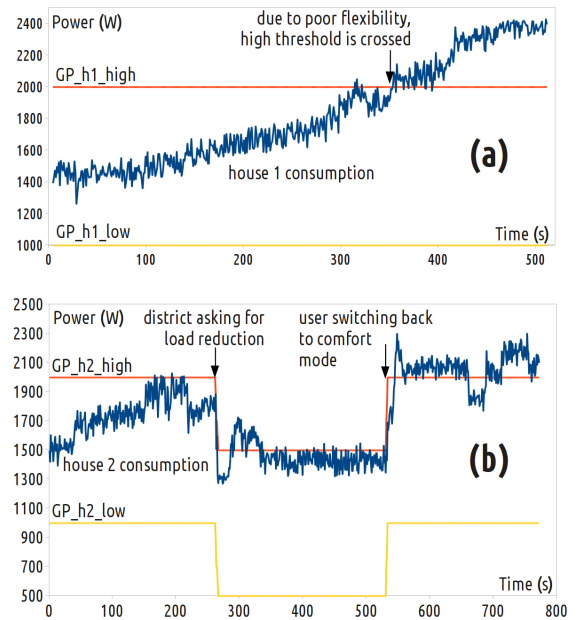 Power (W)
due to poor flexibility,
high threshold is crossed
2400
GP_h1_high
2200
2000
1800
1600
1400
1200
1000
(a)
house 1 consumption
GP_h1_low
Time (s)
0
100
200
300
400
500
2500
Power (W)
district asking for
load reduction
user switching back
to comfort
mode
2300
GP_h2_high
2100
1900
1700
1500
1300
1100
900
700
500
house 2 consumption
(b)
GP_h2_low
Time (s)
0
100
200
300
400
500
600
700
800